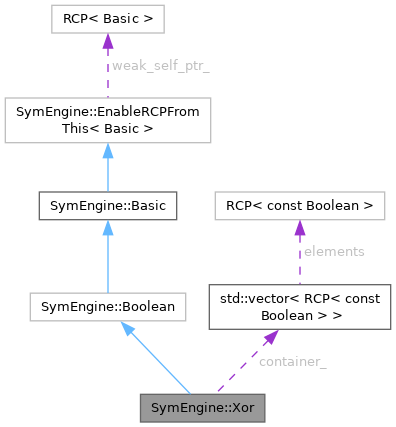 RCP< Basic >
weak_self_ptr_
SymEngine::EnableRCPFrom
This< Basic >
SymEngine::Basic
RCP< const Boolean >
elements
SymEngine::Boolean
std::vector< RCP< const
Boolean > >
container_
SymEngine::Xor